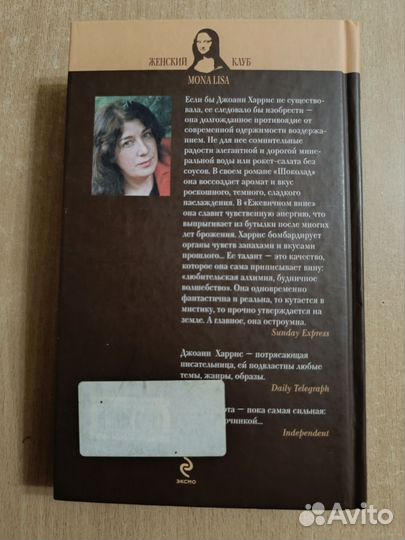 ЖЕНСКИЙ КЛУБ
MONA LISA
Если бы Джоанн Харрис не существо-
вала, ее следовало бы изобрести –
она долгожданное противоядие от
современной одержимости воздержа-
нием. Не для нее сомнительные
радости элегантной и дорогой мине-
ральной воды или рокет-салата без
соусов. В своем романе «Шоколад»
она воссоздает аромат и вкус
роскошного, темного, сладкого
наслаждения. В «Ежевичном вине»
она славит чувственную энергию, что
выпрыгивает из бутылки после многих
лет брожения. Харрис бомбардирует
органы чувств запахами и вкусами
прошлого... Ее талант – это качество,
которое она сама приписывает вину:
«любительская алхимия, будничное
волшебство». Она одновременно
фантастична и реальна, то кутается в
мистику, то прочно утверждается на
земле. А главное, она остроумна.
Sunday Express
Джоанн Харрис – потрясающая
писательница, ей подвластны любые
темы, жанры, образы.
Daily Telegraph
ота – пока самая сильная:
очинкой...
Independent
ЭКСМО
Avito